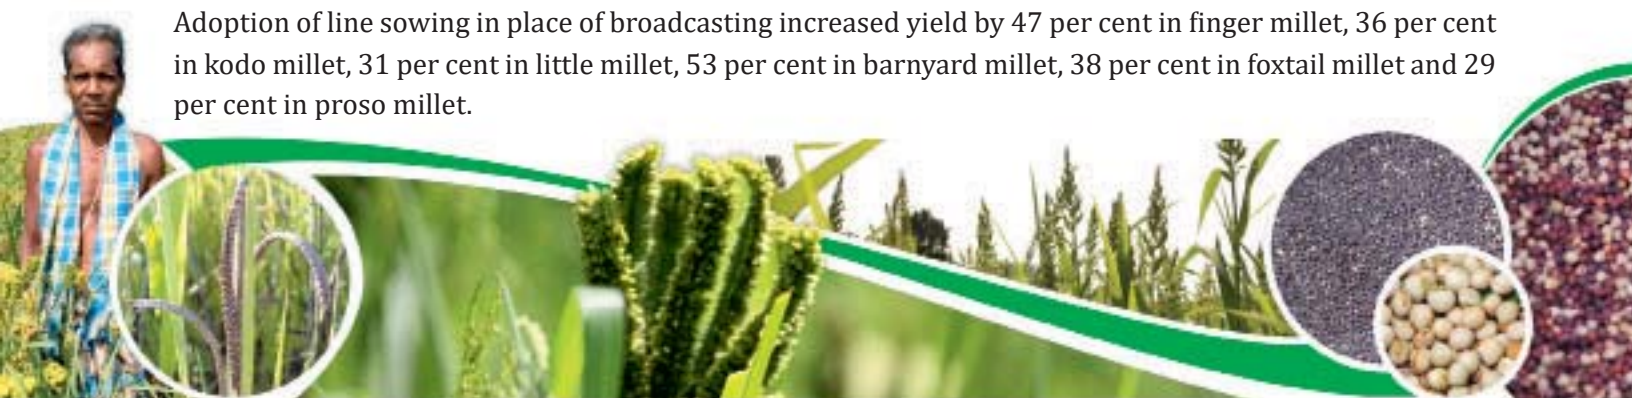 Adoption of line sowing in place of broadcasting increased yield by 47 per cent in finger millet, 36 per cent
in kodo millet, 31 per cent in little millet, 53 per cent in barnyard millet, 38 per cent in foxtail millet and 29
per cent in proso millet.